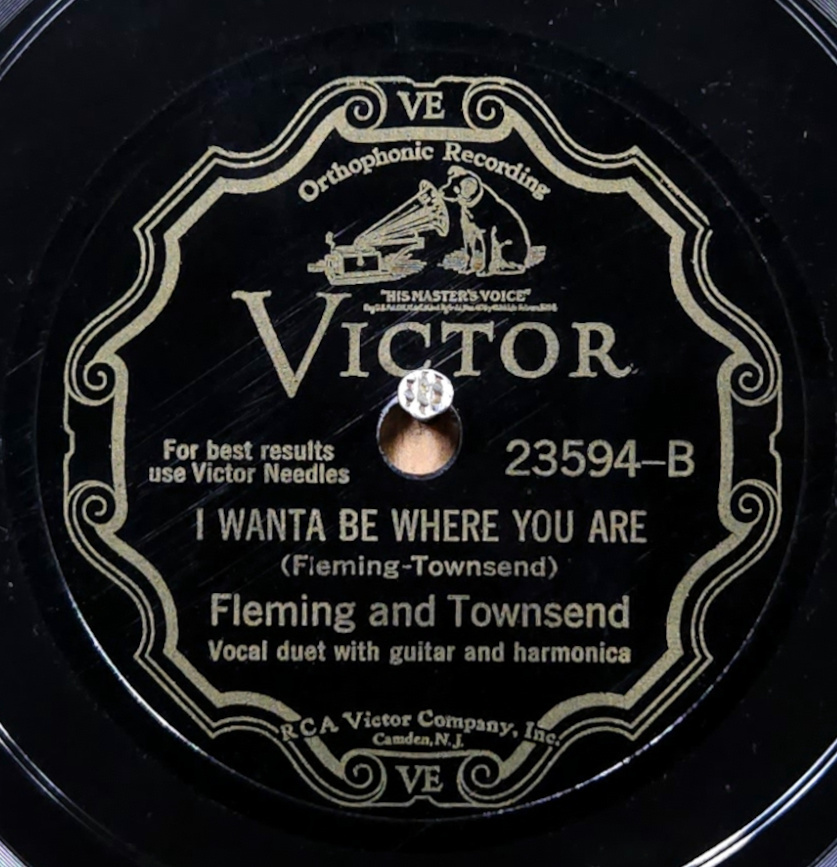 VE
Orthophonic Recording
"HIS MASTER'S VOICE"
VICTOR
For best results
use Victor Needles
23594-B
I WANTA BE WHERE YOU ARE
(Fleming-Townsend)
Fleming and Townsend
Vocal duet with guitar and harmonica
RCA Victor Company, Inc.
Camden, N.J.
VE